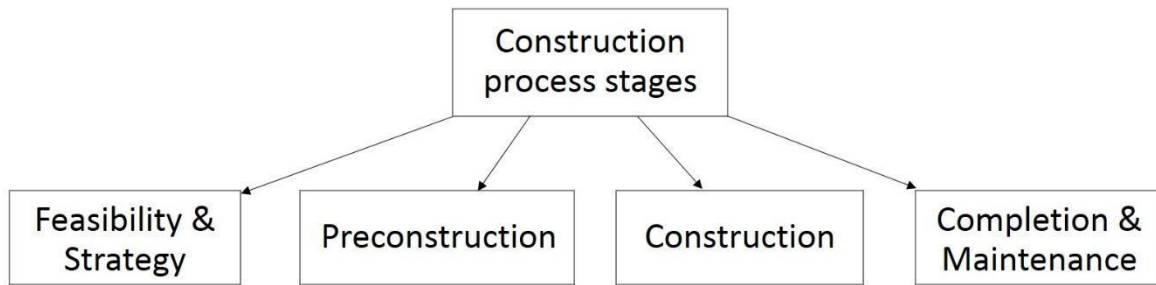 Construction
process stages
Feasibility &
Strategy
Preconstruction
Construction
Completion &
Maintenance